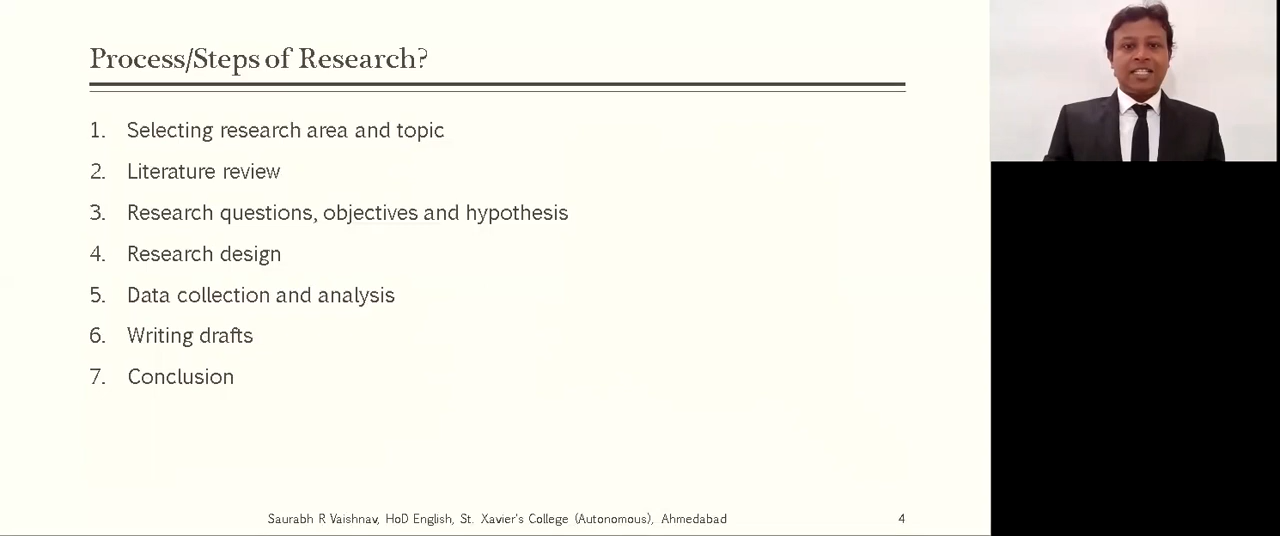 Process/Steps of Research?
1. Selecting research area and topic
2. Literature review
3. Research questions, objectives and hypothesis
4. Research design
5. Data collection and analysis
6. Writing drafts
7. Conclusion
Saurabh R Vaishnav, HoD English, St. Xavier's College (Autonomous), Ahmedabad 4